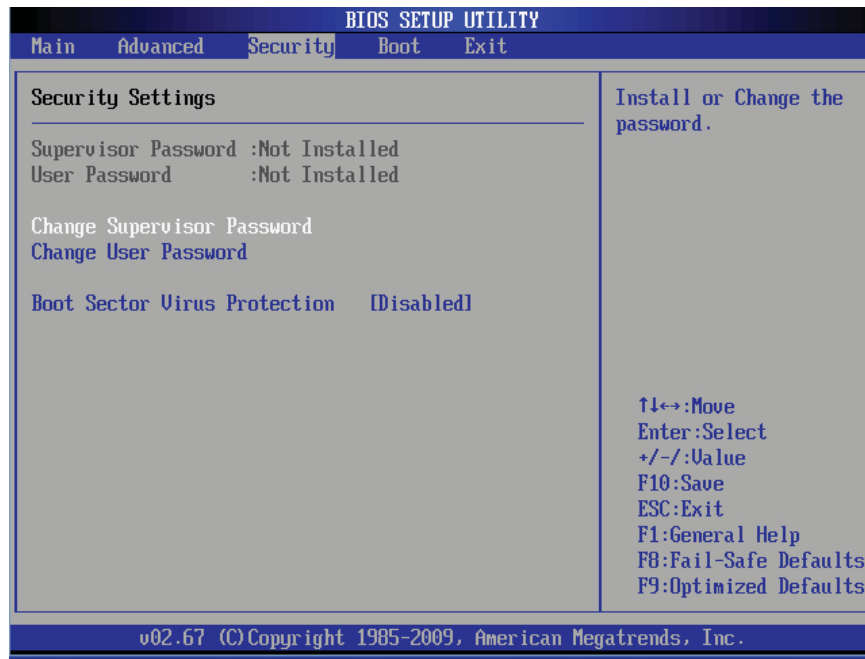 BIOS SETUP UTILITY
Main Advanced Security Boot Exit
Security Settings
Supervisor Password :Not Installed
User Password :Not Installed
Change Supervisor Password
Change User Password
Boot Sector Virus Protection [Disabled]
Install or Change the
password.
↑↓←→:Move
Enter:Select
+/-/:Value
F10:Save
ESC:Exit
F1:General Help
F8:Fail-Safe Defaults
F9:Optimized Defaults
v02.67 (C)Copyright 1985-2009, American Megatrends, Inc.